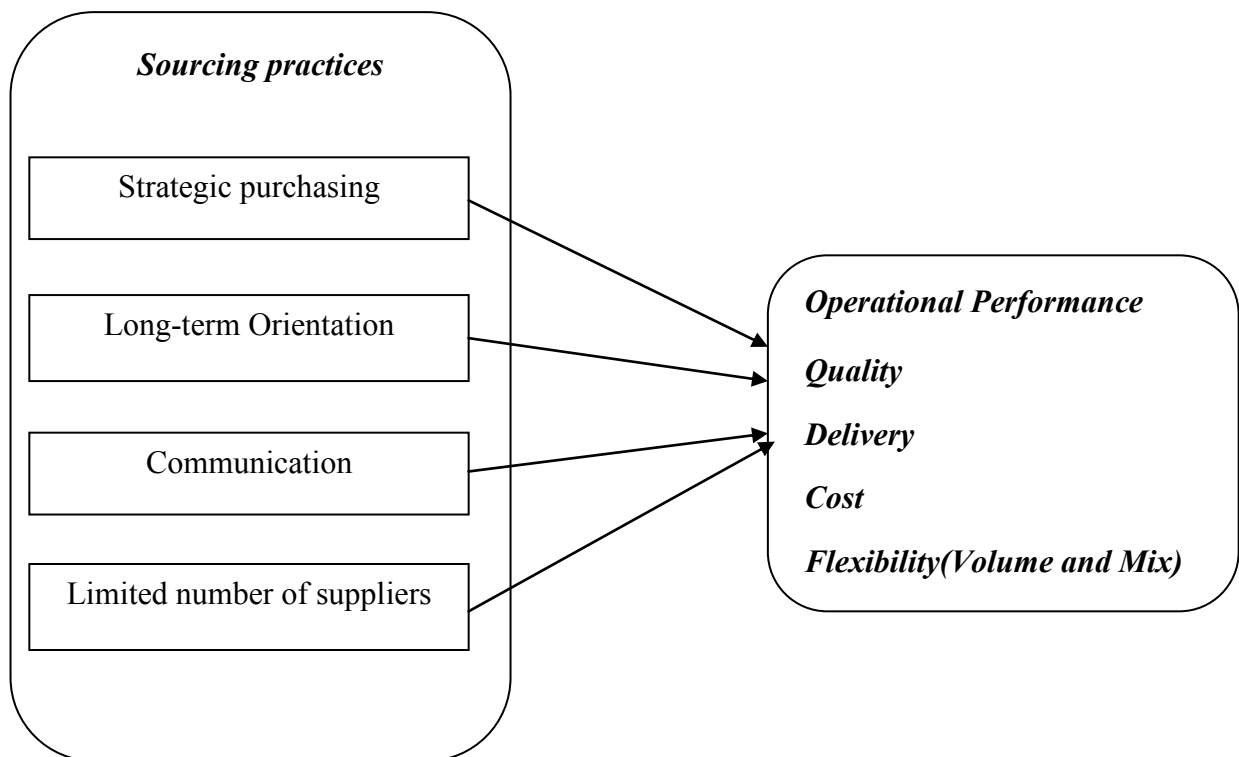 Sourcing practices
Strategic purchasing
Long-term Orientation
Communication
Limited number of suppliers
Operational Performance
Quality
Delivery
Cost
Flexibility(Volume and Mix)